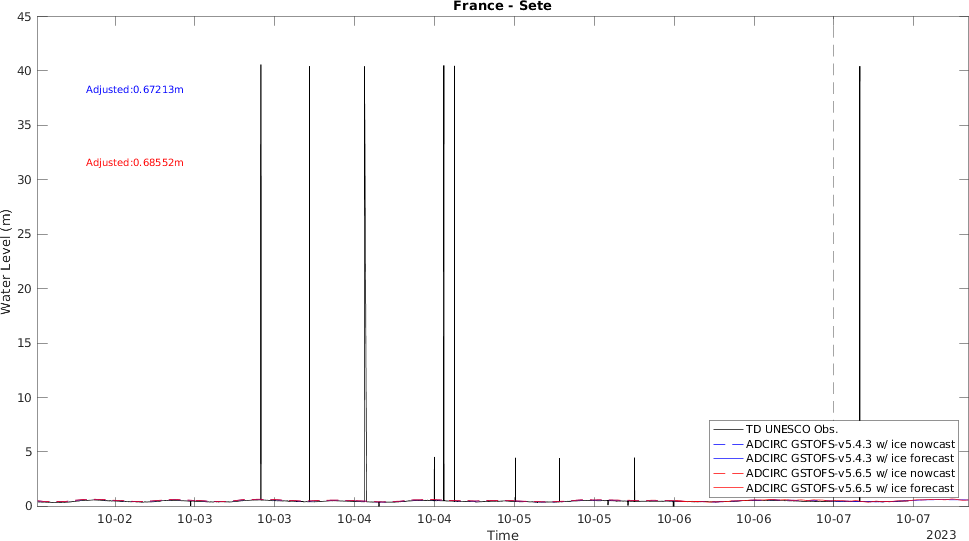 France - Sete
45
40
35
30
25
20
15
10
5
0
Water Level (m)
Adjusted:0.67213m
Adjusted:0.68552m
TD UNESCO Obs.
ADCIRC GSTOFS-v5.4.3 w/ ice nowcast
ADCIRC GSTOFS-v5.4.3 w/ ice forecast
ADCIRC GSTOFS-v5.6.5 w/ ice nowcast
ADCIRC GSTOFS-v5.6.5 w/ ice forecast
10-02 10-03 10-03 10-04 10-04 10-05 10-05 10-06 10-06 10-07 10-07
Time
2023